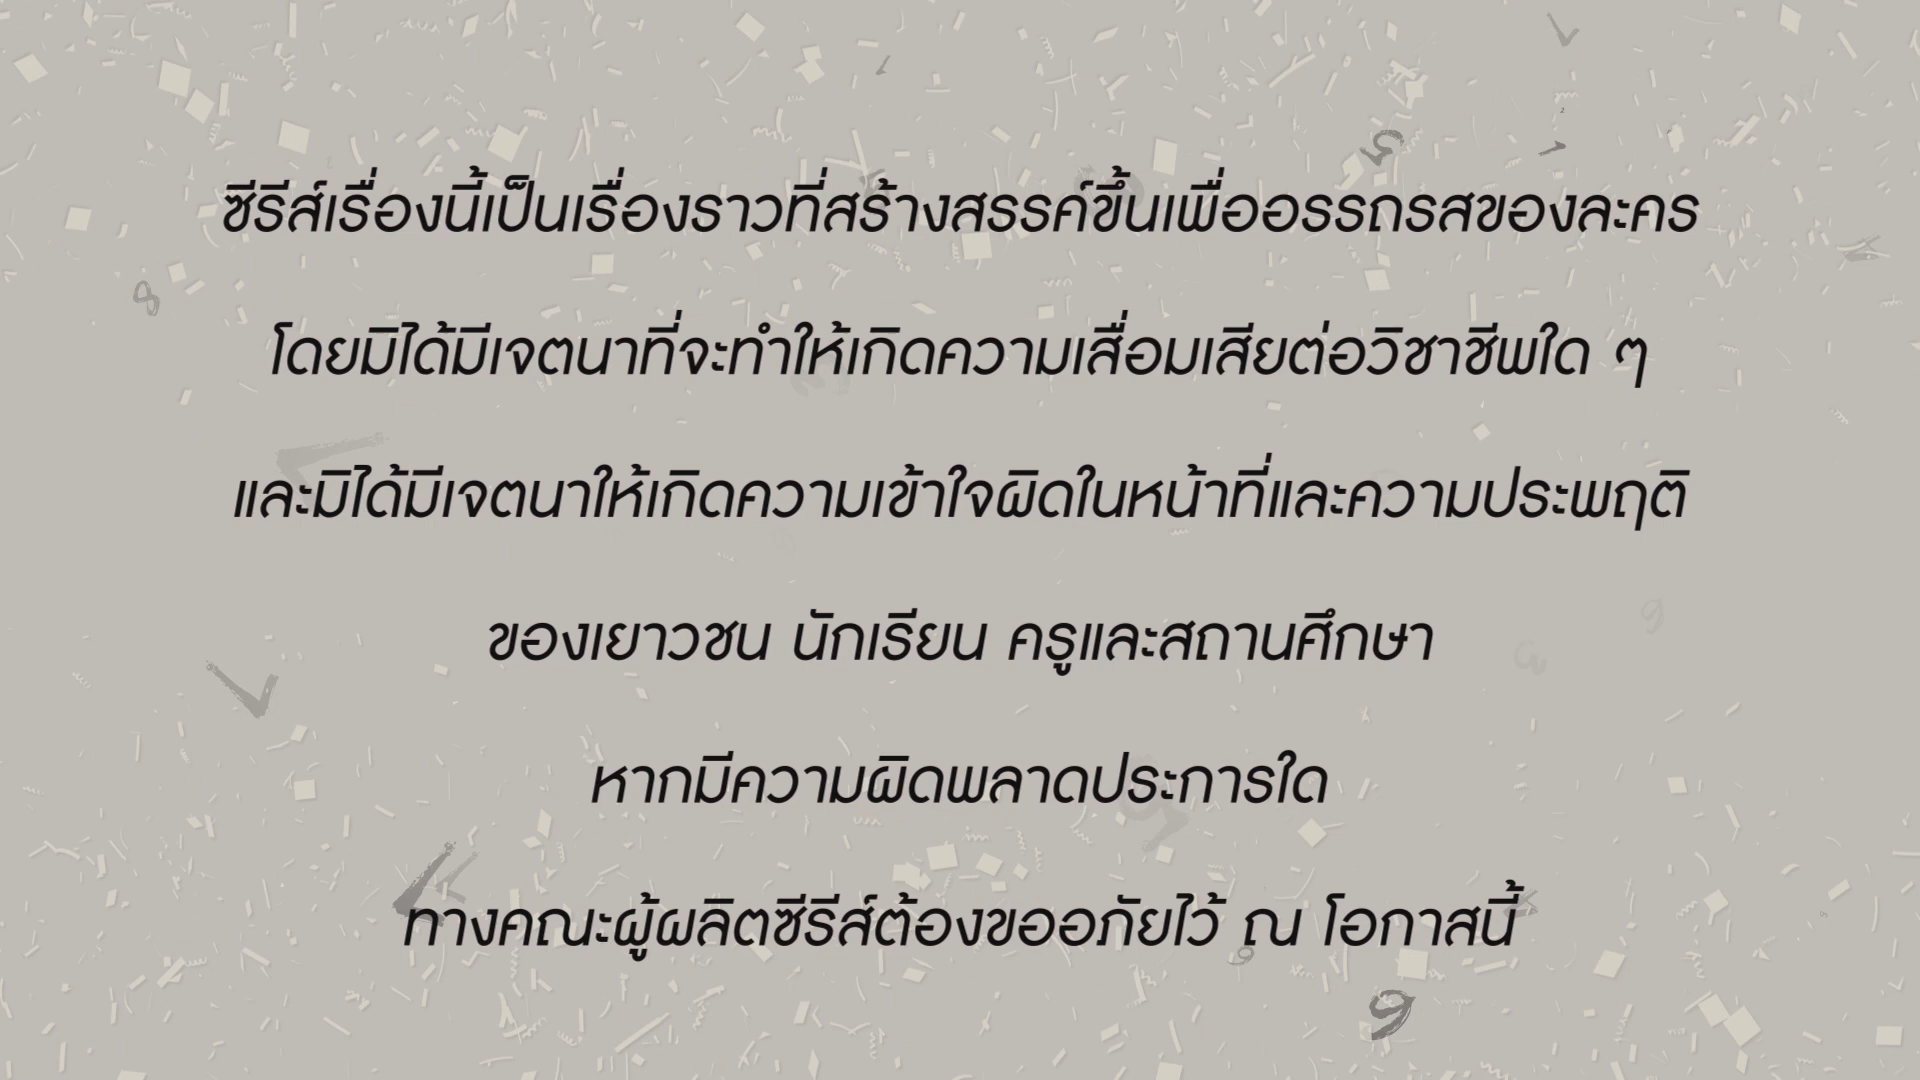 ซีรีส์เรื่องนี้เป็นเรื่องราวที่สร้างสรรค์ขึ้นเพื่ออรรถรสของละคร
โดยมิได้มีเจตนาที่จะทำให้เกิดความเสื่อมเสียต่อวิชาชีพใด ๆ
และมิได้มีเจตนาให้เกิดความเข้าใจผิดในหน้าที่และความประพฤติ
ของเยาวชน นักเรียน ครูและสถานศึกษา
หากมีความผิดพลาดประการใด
ทางคณะผู้ผลิตซีรีส์ต้องขออภัยไว้ ณ โอกาสนี้